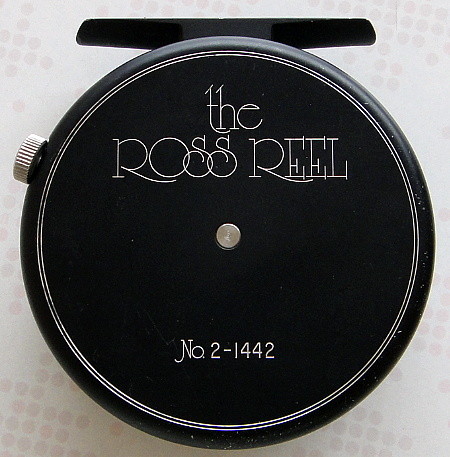 the
ROSS REEL
No. 2-1442